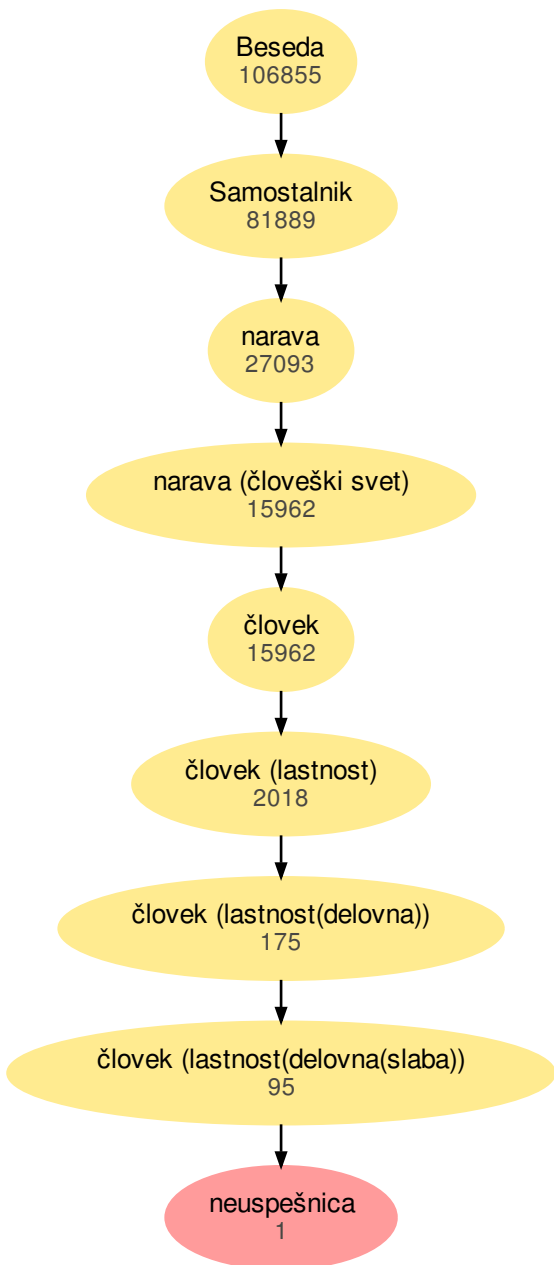 Beseda
106855
Samostalnik
81889
narava
27093
narava (človeški svet)
15962
človek
15962
človek (lastnost)
2018
človek (lastnost(delovna))
175
človek (lastnost(delovna(slaba))
95
neuspešnica
1